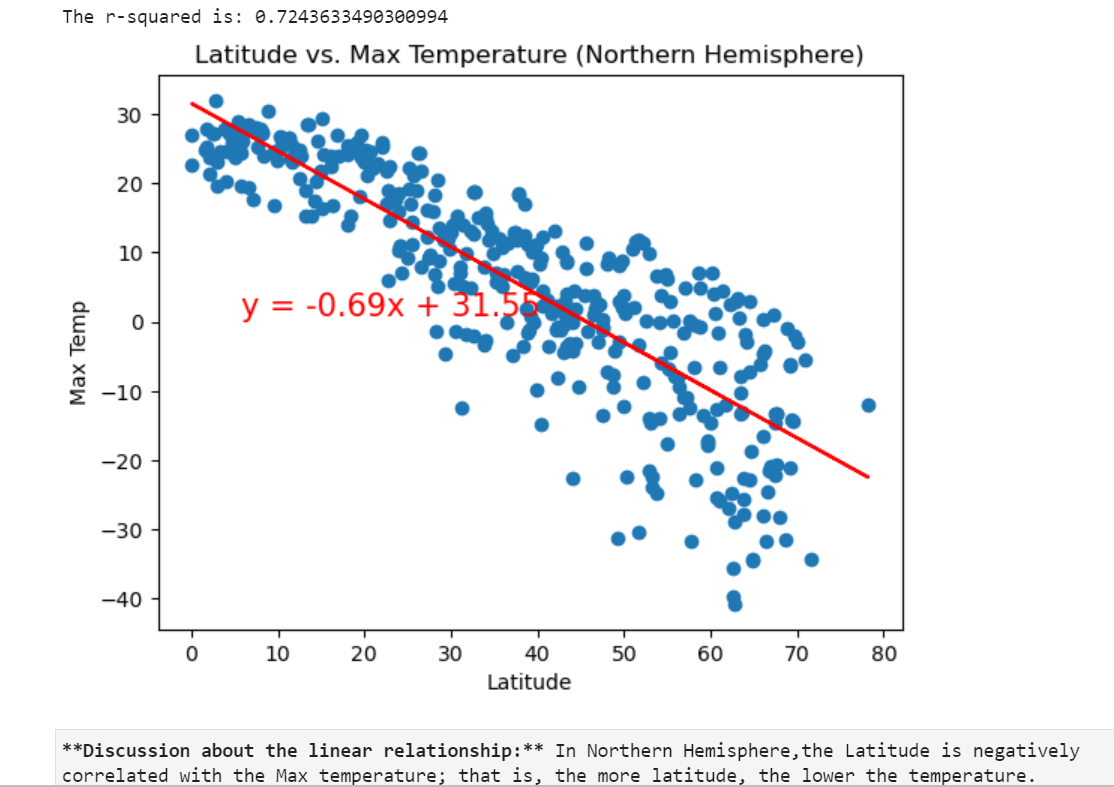 The r-squared is: 0.7243633490300994
Latitude vs. Max Temperature (Northern Hemisphere)
30
20
10
0
−10
−20
−30
−40
Max Temp
y = -0.69x + 31.55
0 10 20 30 40 50 60 70 80
Latitude
**Discussion about the linear relationship:** In Northern Hemisphere,the Latitude is negatively
correlated with the Max temperature; that is, the more latitude, the lower the temperature.